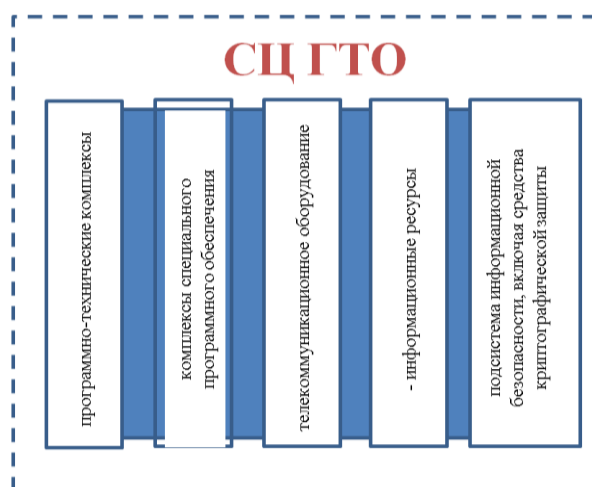 СЦ ГТО
программно-технические комплексы
комплексы специального
программного обеспечения
телекоммуникационное оборудование
- информационные ресурсы
подсистема информационной
безопасности, включая средства
криптографической защиты